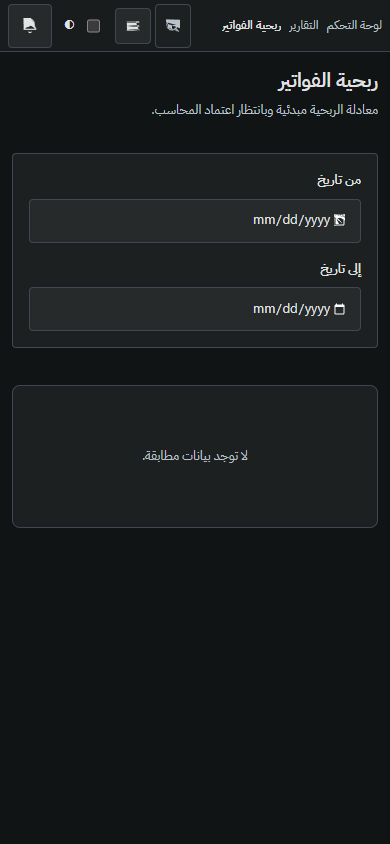 لوحة التحكم التقارير ربحية الفواتير
ربحية الفواتير
معادلة الربحية مبدئية وبانتظار اعتماد المحاسب.
من تاريخ
mm/dd/yyyy
إلى تاريخ
mm/dd/yyyy
لا توجد بيانات مطابقة.